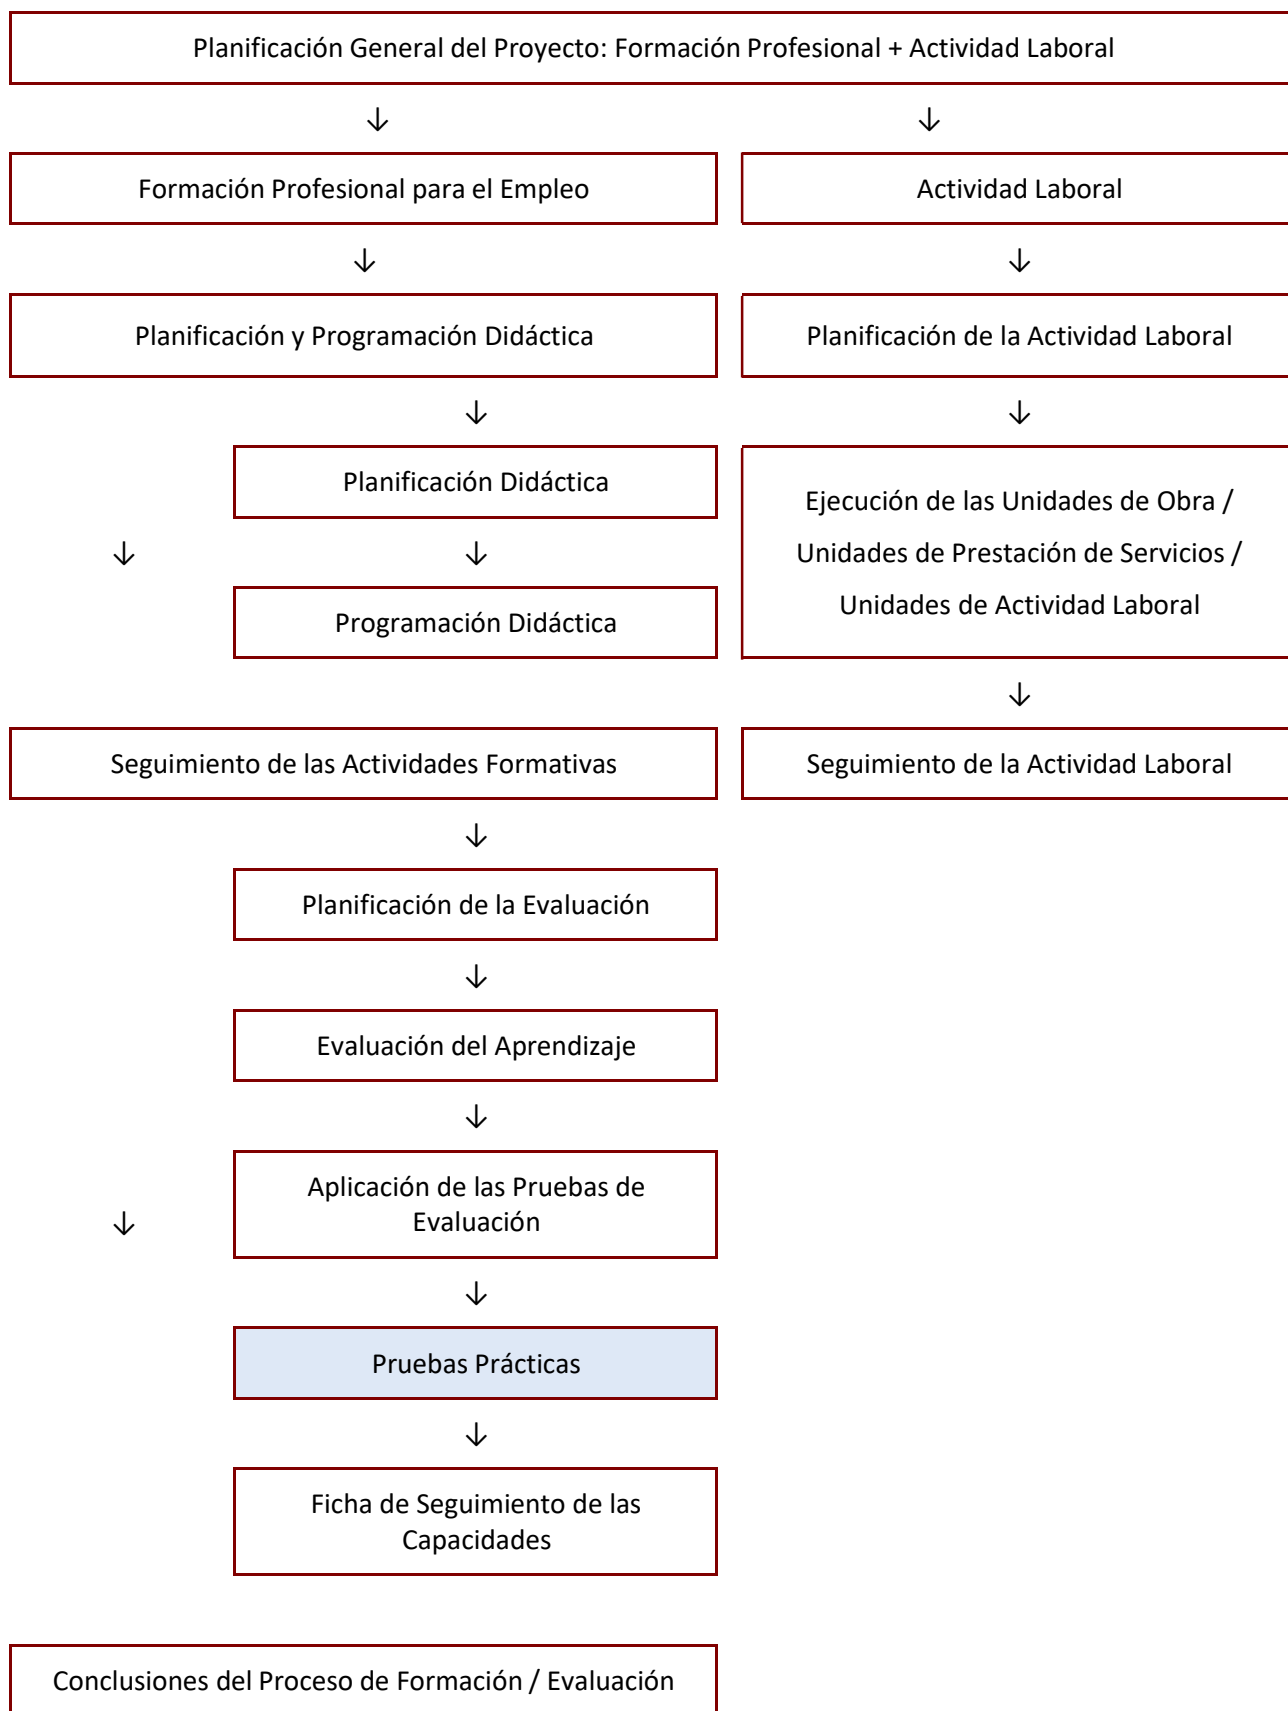 Planificación General del Proyecto: Formación Profesional + Actividad Laboral
↓ ↓
Formación Profesional para el Empleo
Actividad Laboral
↓ ↓
Planificación y Programación Didáctica
Planificación de la Actividad Laboral
↓ ↓
Planificación Didáctica
↓ ↓
Programación Didáctica
Ejecución de las Unidades de Obra /
Unidades de Prestación de Servicios /
Unidades de Actividad Laboral
↓
Seguimiento de las Actividades Formativas
Seguimiento de la Actividad Laboral
↓
Planificación de la Evaluación
↓
Evaluación del Aprendizaje
↓
Aplicación de las Pruebas de
Evaluación
↓
↓
Pruebas Prácticas
↓
Ficha de Seguimiento de las
Capacidades
Conclusiones del Proceso de Formación / Evaluación